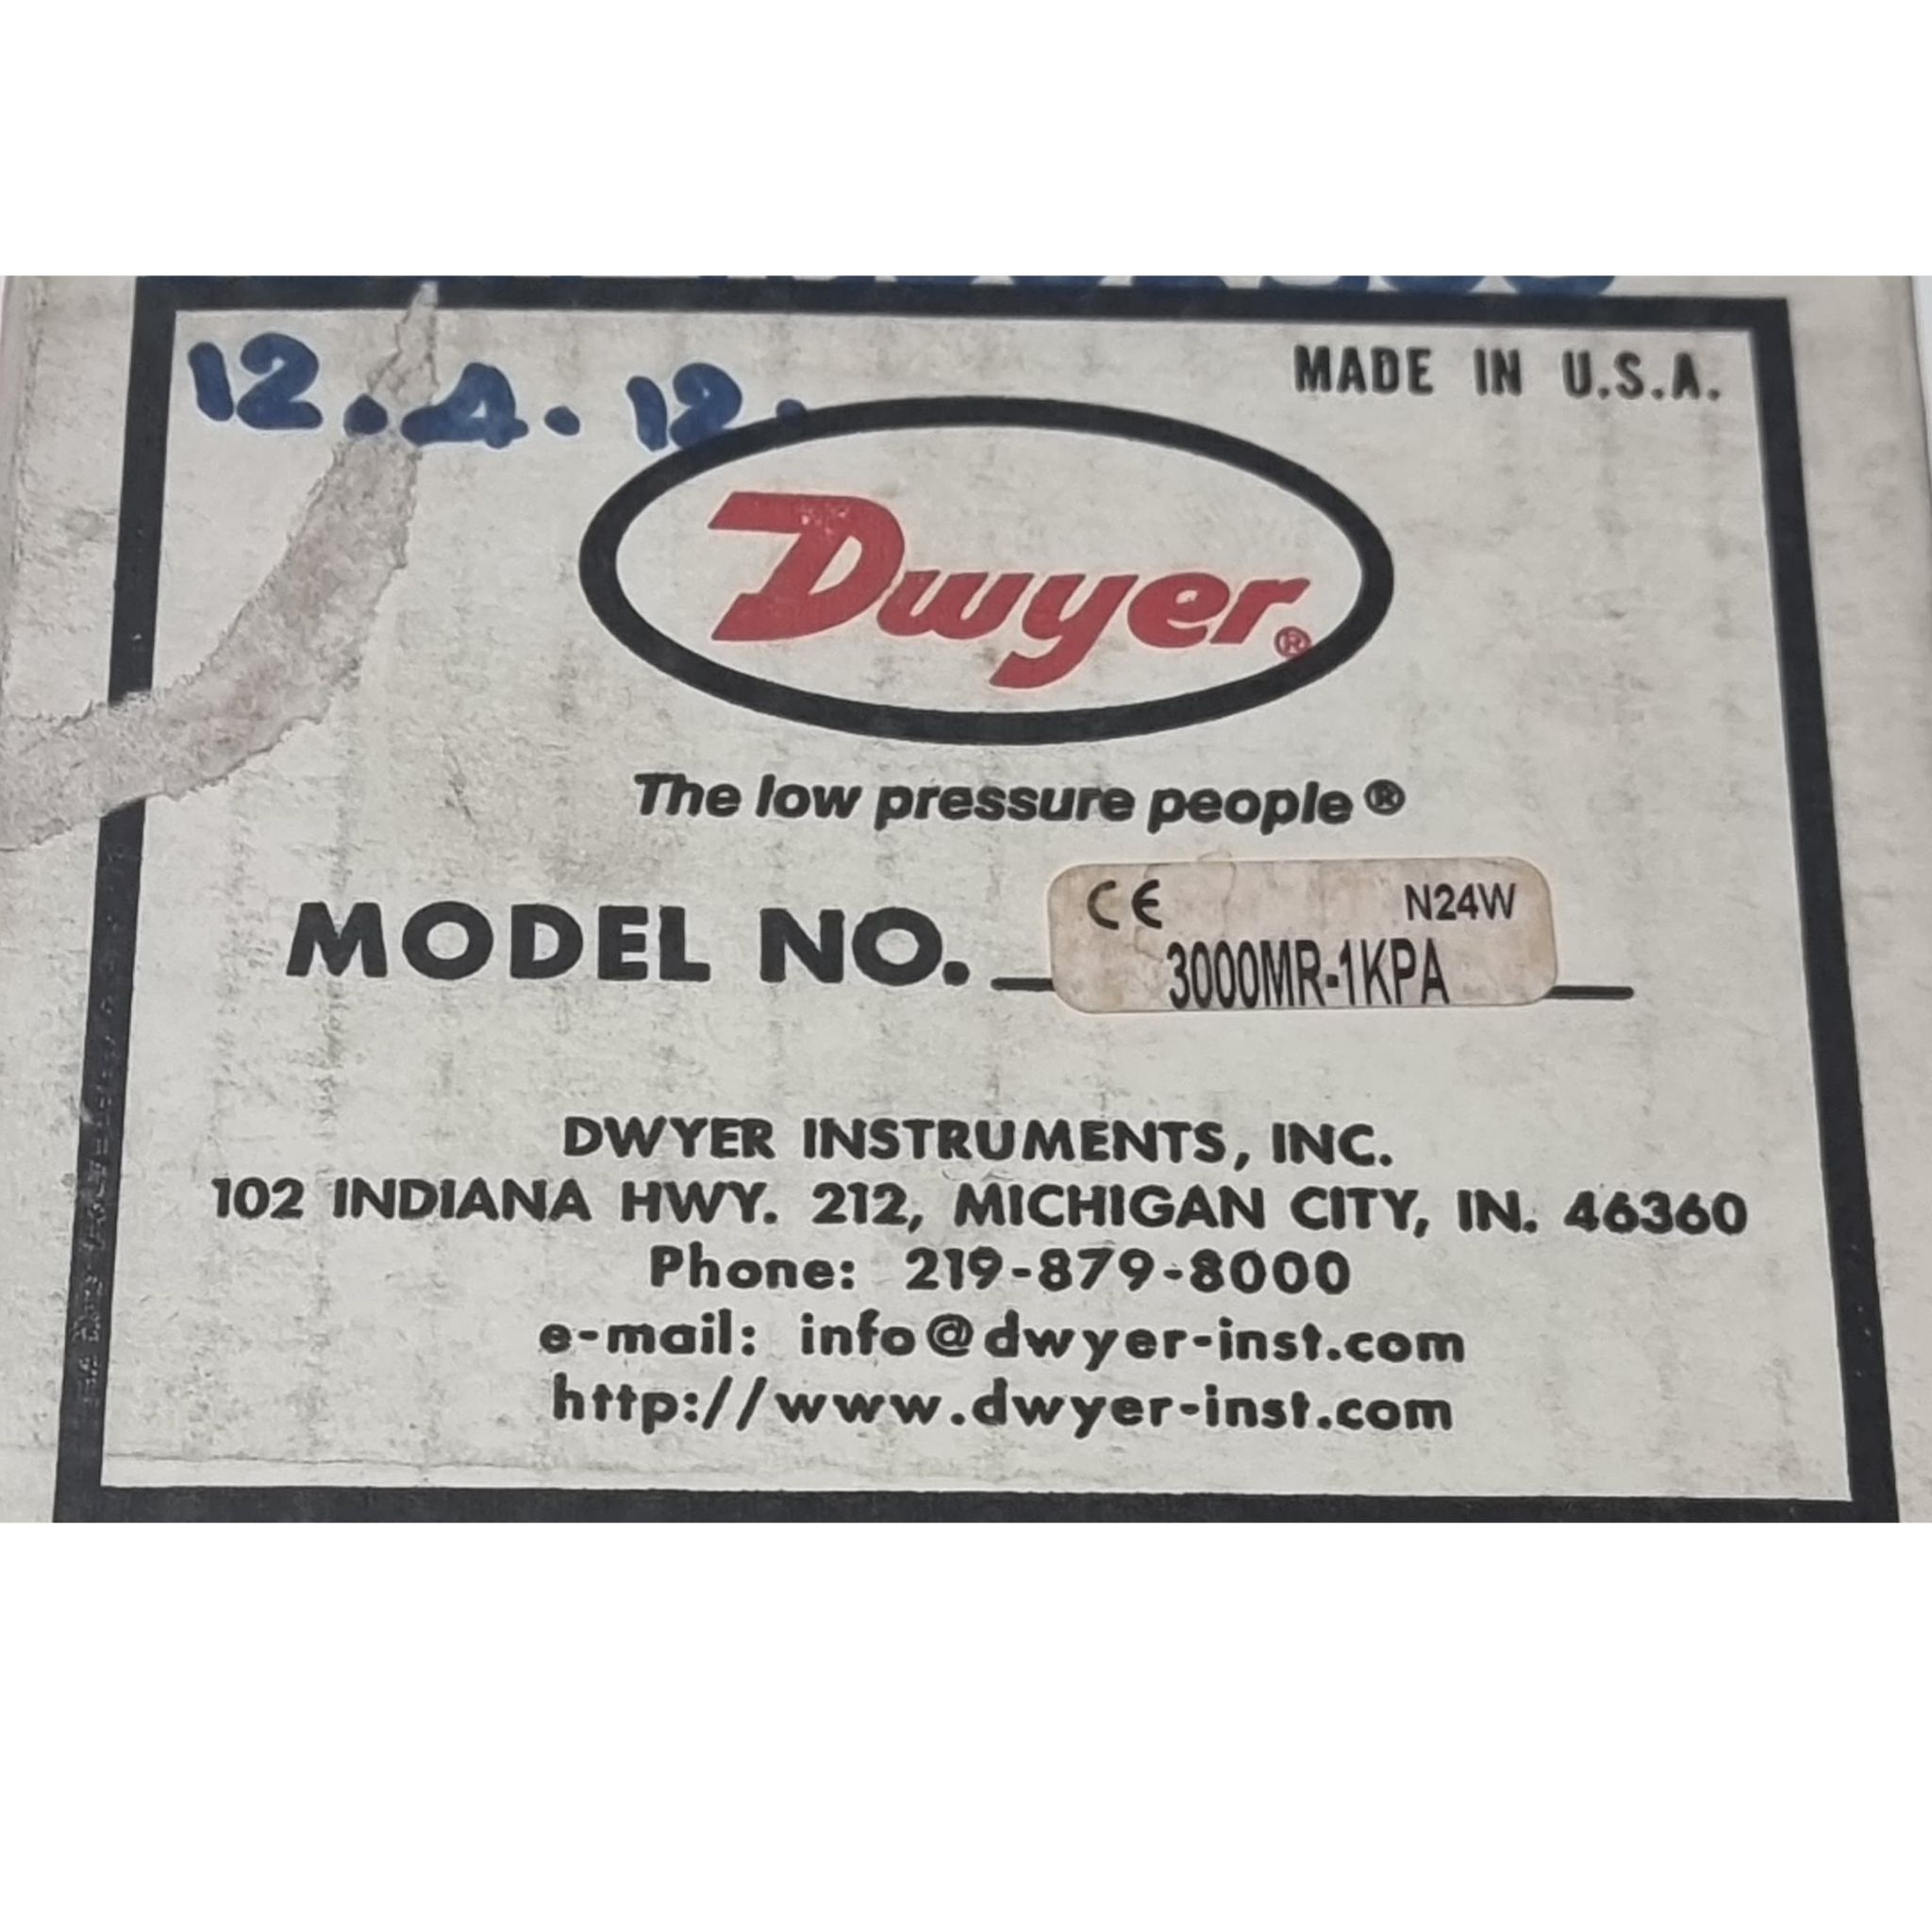 12.4.12.
MADE IN U.S.A.
Dwyer®
The low pressure people®
MODEL NO.
CE N24W
3000MR-1KPA
DWYER INSTRUMENTS, INC.
102 INDIANA HWY. 212, MICHIGAN CITY, IN. 46360
Phone: 219-879-8000
e-mail: info@dwyer-inst.com
http://www.dwyer-inst.com